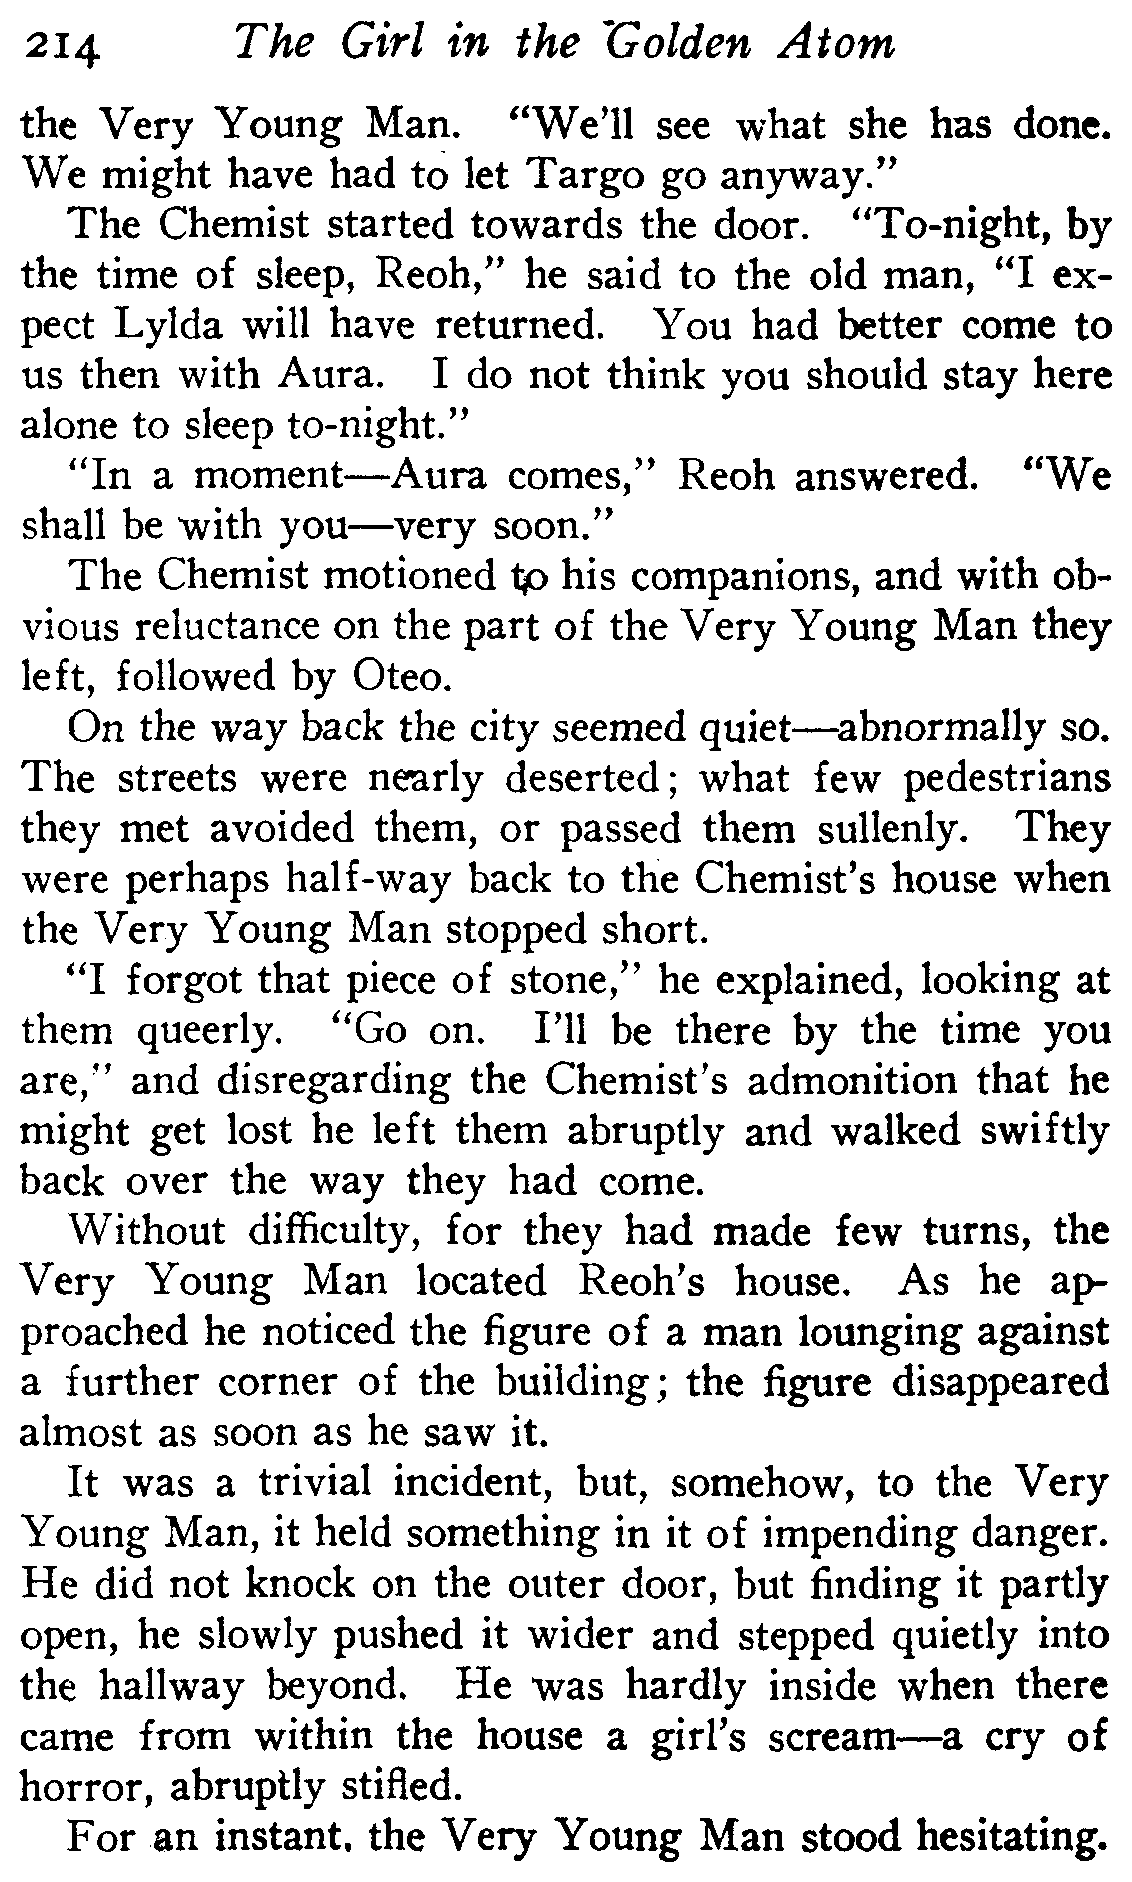 214 The Girl in the Golden Atom
the Very Young Man. "We'll see what she has done.
We might have had to let Targo go anyway."
The Chemist started towards the door. "To-night, by
the time of sleep, Reoh," he said to the old man, "I ex-
pect Lylda will have returned. You had better come to
us then with Aura. I do not think you should stay here
alone to sleep to-night."
"In a moment—Aura comes," Reoh answered. "We
shall be with you—very soon."
The Chemist motioned to his companions, and with ob-
vious reluctance on the part of the Very Young Man they
left, followed by Oteo.
On the way back the city seemed quiet—abnormally so.
The streets were nearly deserted; what few pedestrians
they met avoided them, or passed them sullenly. They
were perhaps half-way back to the Chemist's house when
the Very Young Man stopped short.
"I forgot that piece of stone," he explained, looking at
them queerly. "Go on. I'll be there by the time you
are," and disregarding the Chemist's admonition that he
might get lost he left them abruptly and walked swiftly
back over the way they had come.
Without difficulty, for they had made few turns, the
Very Young Man located Reoh's house. As he ap-
proached he noticed the figure of a man lounging against
a further corner of the building; the figure disappeared
almost as soon as he saw it.
It was a trivial incident, but, somehow, to the Very
Young Man, it held something in it of impending danger.
He did not knock on the outer door, but finding it partly
open, he slowly pushed it wider and stepped quietly into
the hallway beyond. He was hardly inside when there
came from within the house a girl's scream—a cry of
horror, abruptly stifled.
For an instant, the Very Young Man stood hesitating.